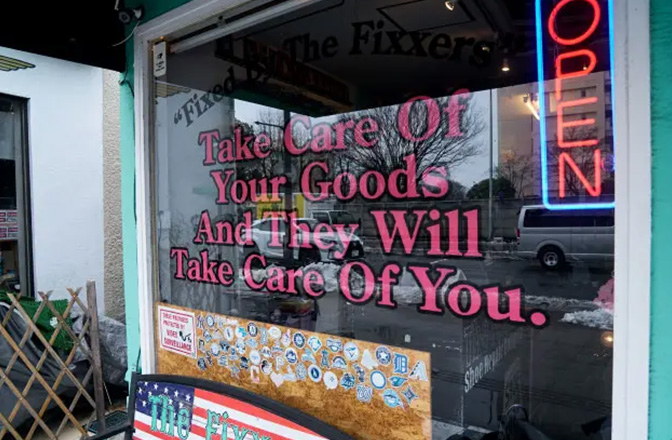 "Fixed By The Fixxers"
Take Care Of
Your Goods
And They Will
Take Care Of You.
OPEN
The Fixx